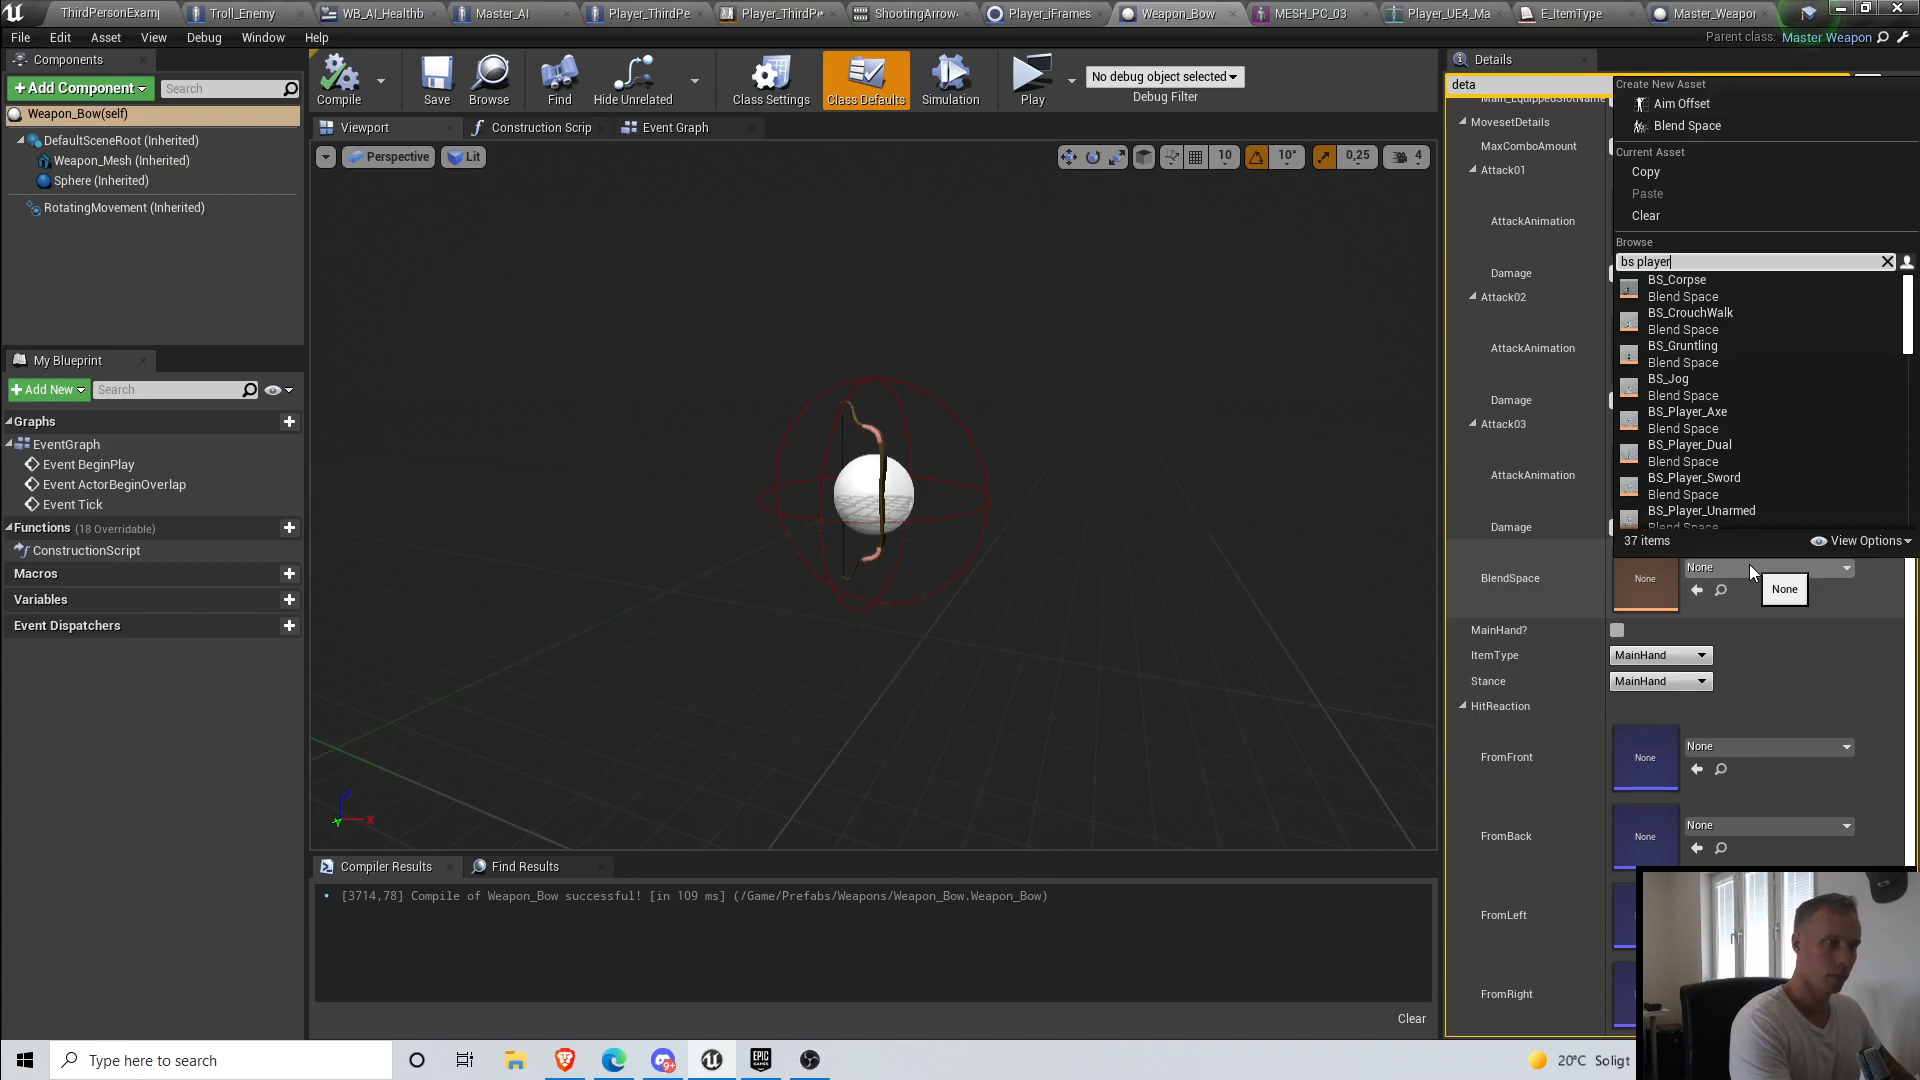 ThirdPersonExamp
Troll_Enemy
WB_AI_Healthb
Master_AI
Player_ThirdPe
Player_ThirdP*
ShootingArrow
Player_iFrames
Weapon_Bow
MESH_PC_03
Player_UE4_Ma
E_ItemType
Master_Weapon
File Edit Asset View Debug Window Help
Parent class: Master Weapon
Components
+ Add Component
Search
Weapon_Bow(self)
DefaultSceneRoot (Inherited)
Weapon_Mesh (Inherited)
Sphere (Inherited)
RotatingMovement (Inherited)
My Blueprint
+ Add New
Search
Graphs
EventGraph
Event BeginPlay
Event ActorBeginOverlap
Event Tick
Functions (18 Overridable)
ConstructionScript
Macros
Variables
Event Dispatchers
Compile
Save
Browse
Find
Hide Unrelated
Class Settings
Class Defaults
Simulation
Play
No debug object selected
Debug Filter
Viewport
Construction Scrip
Event Graph
Perspective
Lit
10
10°
0,25
4
Z
X
Y
Compiler Results
Find Results
[3714,78] Compile of Weapon_Bow successful! [in 109 ms] (/Game/Prefabs/Weapons/Weapon_Bow.Weapon_Bow)
Clear
Details
deta
Main_EquippedSlotName
MovesetDetails
MaxComboAmount
Attack01
AttackAnimation
Damage
Attack02
AttackAnimation
Damage
Attack03
AttackAnimation
Damage
BlendSpace
None
None
None
MainHand?
ItemType
MainHand
Stance
MainHand
HitReaction
FromFront
None
None
FromBack
None
None
FromLeft
FromRight
Create New Asset
Aim Offset
Blend Space
Current Asset
Copy
Paste
Clear
Browse
bs player
BS_Corpse
Blend Space
BS_CrouchWalk
Blend Space
BS_Gruntling
Blend Space
BS_Jog
Blend Space
BS_Player_Axe
Blend Space
BS_Player_Dual
Blend Space
BS_Player_Sword
Blend Space
BS_Player_Unarmed
Blend Space
37 items
View Options
Type here to search
9+
EPIC
GAMES
20°C Soligt